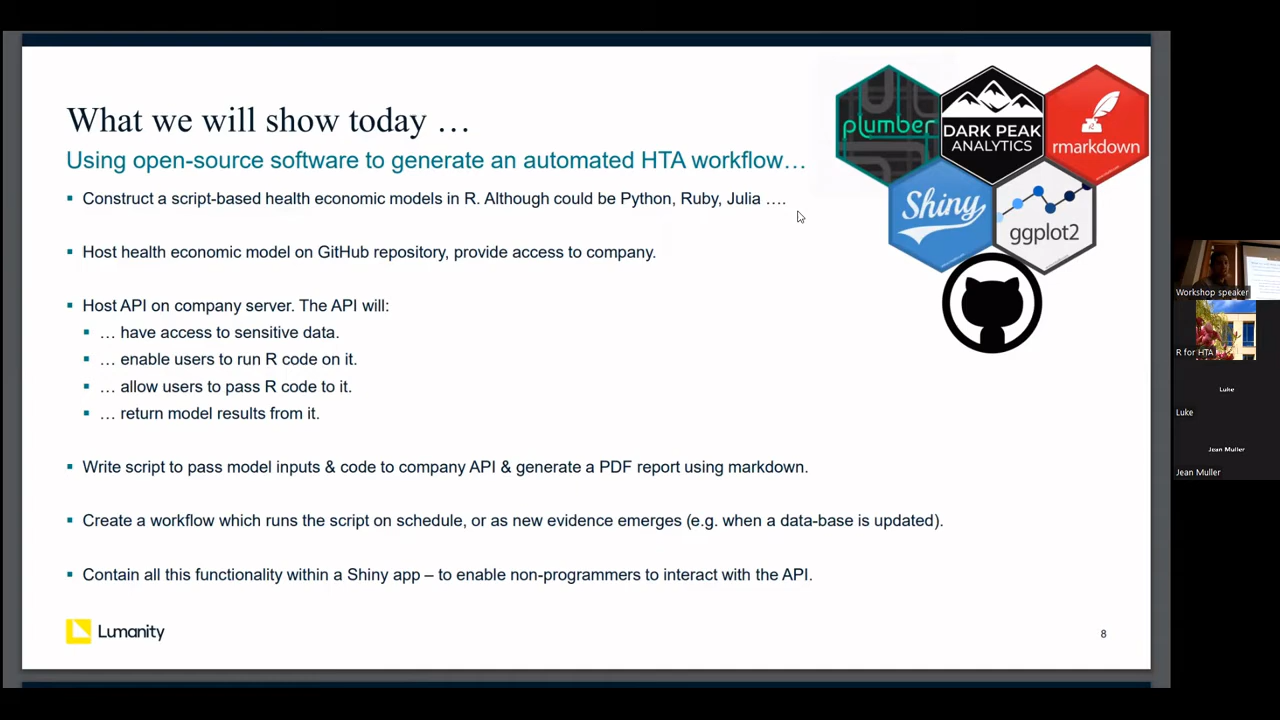 What we will show today …
Using open-source software to generate an automated HTA workflow…
▪ Construct a script-based health economic models in R. Although could be Python, Ruby, Julia ….
▪ Host health economic model on GitHub repository, provide access to company.
▪ Host API on company server. The API will:
▪ … have access to sensitive data.
▪ … enable users to run R code on it.
▪ … allow users to pass R code to it.
▪ … return model results from it.
▪ Write script to pass model inputs & code to company API & generate a PDF report using markdown.
▪ Create a workflow which runs the script on schedule, or as new evidence emerges (e.g. when a data-base is updated).
▪ Contain all this functionality within a Shiny app – to enable non-programmers to interact with the API.
Lumanity
8
plumber
DARK PEAK
ANALYTICS
rmarkdown
Shiny
ggplot2
Workshop speaker
R for HTA
Luke
Luke
Jean Muller
Jean Muller